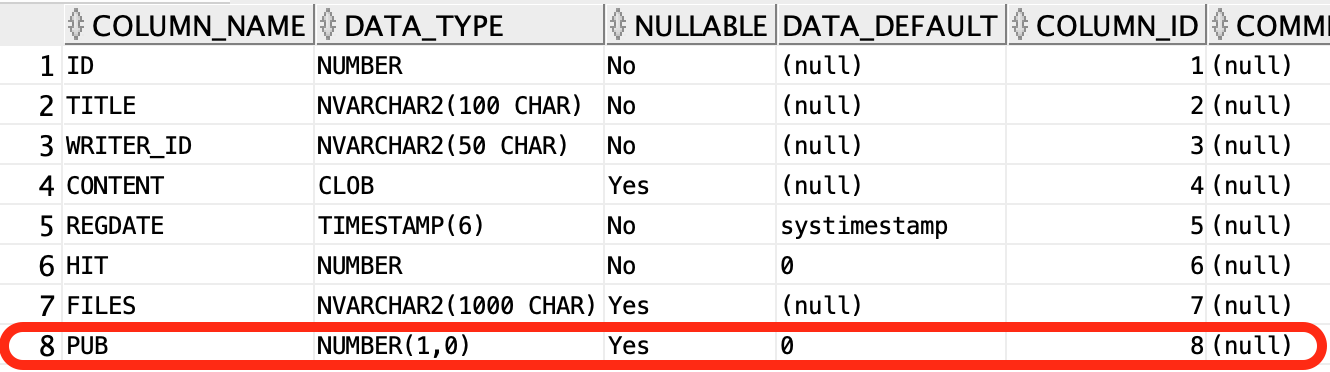 COLUMN_NAME DATA_TYPE NULLABLE DATA_DEFAULT COLUMN_ID COMM
1 ID NUMBER No (null) 1 (null)
2 TITLE NVARCHAR2(100 CHAR) No (null) 2 (null)
3 WRITER_ID NVARCHAR2(50 CHAR) No (null) 3 (null)
4 CONTENT CLOB Yes (null) 4 (null)
5 REGDATE TIMESTAMP(6) No systimestamp 5 (null)
6 HIT NUMBER No 0 6 (null)
7 FILES NVARCHAR2(1000 CHAR) Yes (null) 7 (null)
8 PUB NUMBER(1,0) Yes 0 8 (null)